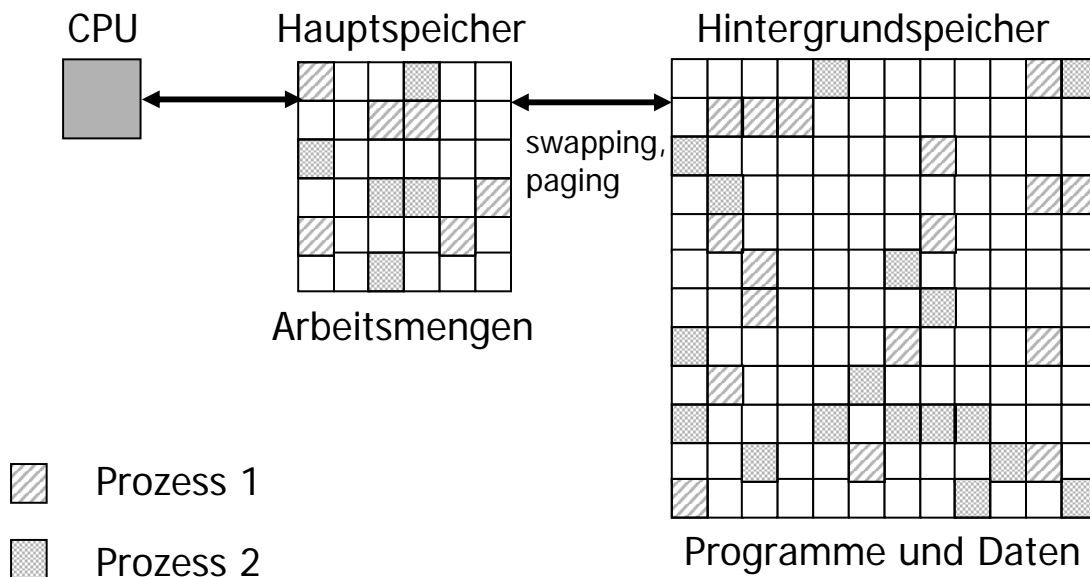 CPU
Hauptspeicher
Hintergrundspeicher
swapping,
paging
Arbeitsmengen
Prozess 1
Prozess 2
Programme und Daten